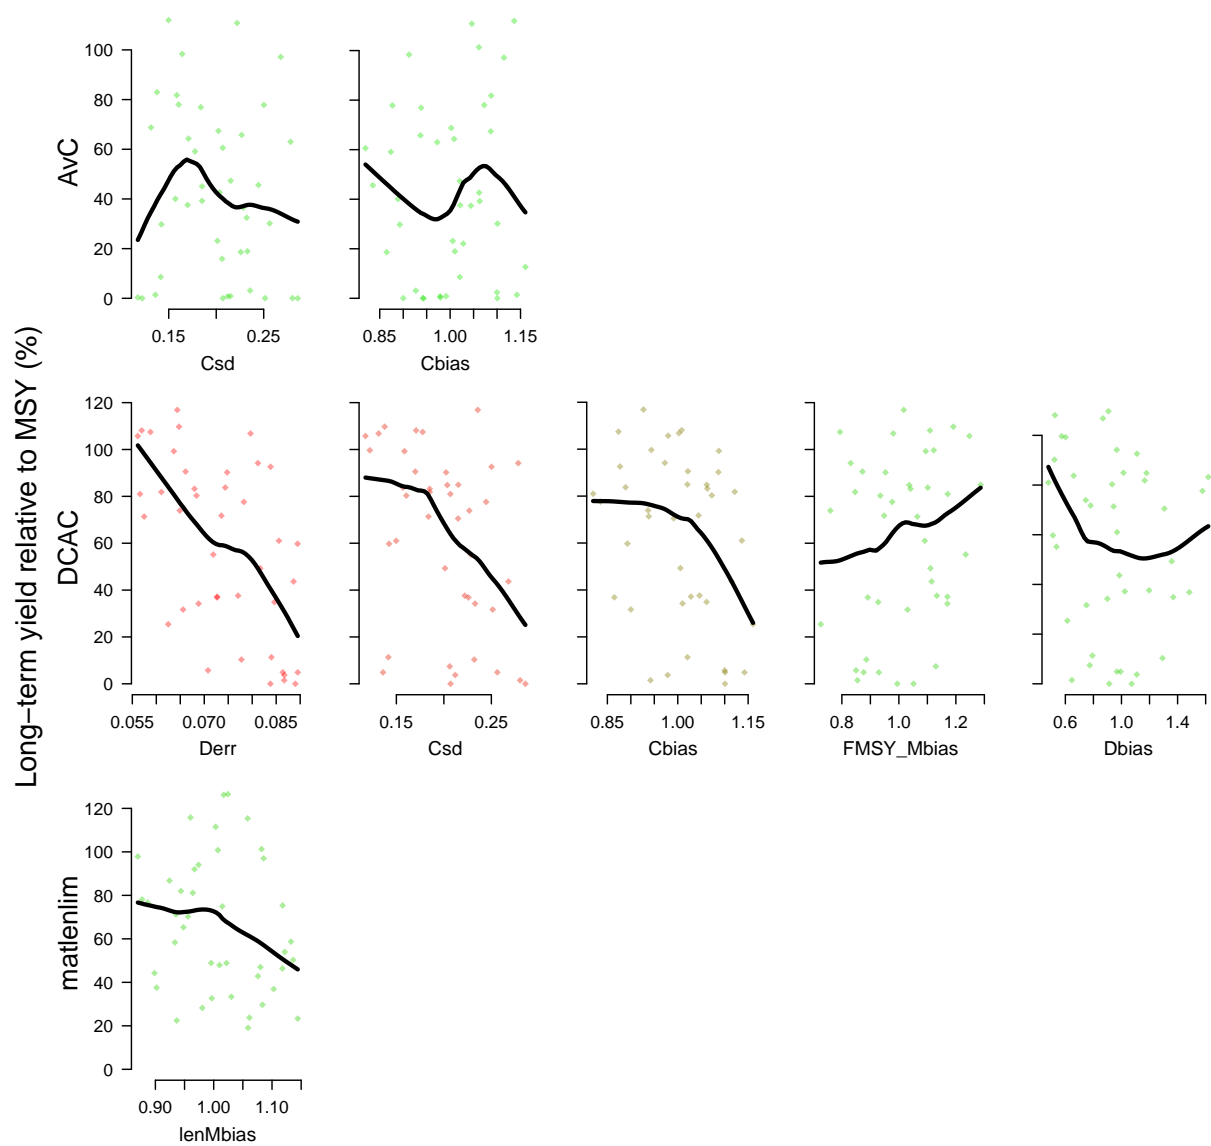 Long−term yield relative to MSY (%)
AvC
100
80
60
40
20
0
0.15 0.25
Csd
0.85 1.00 1.15
Cbias
DCAC
120
100
80
60
40
20
0
0.055 0.070 0.085
Derr
0.15 0.25
Csd
0.85 1.00 1.15
Cbias
0.8 1.0 1.2
FMSY_Mbias
0.6 1.0 1.4
Dbias
matlenlim
120
100
80
60
40
20
0
0.90 1.00 1.10
lenMbias